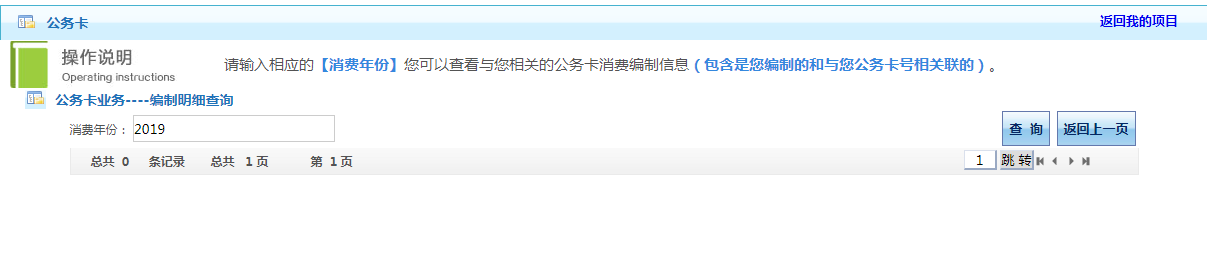 公务卡 返回我的项目
操作说明
Operating instructions
请输入相应的【消费年份】您可以查看与您相关的公务卡消费编制信息（包含是您编制的和与您公务卡号相关联的）。
公务卡业务----编制明细查询
消费年份： 2019 查 询 返回上一页
总共 0 条记录 总共 1 页 第 1 页 1 跳 转